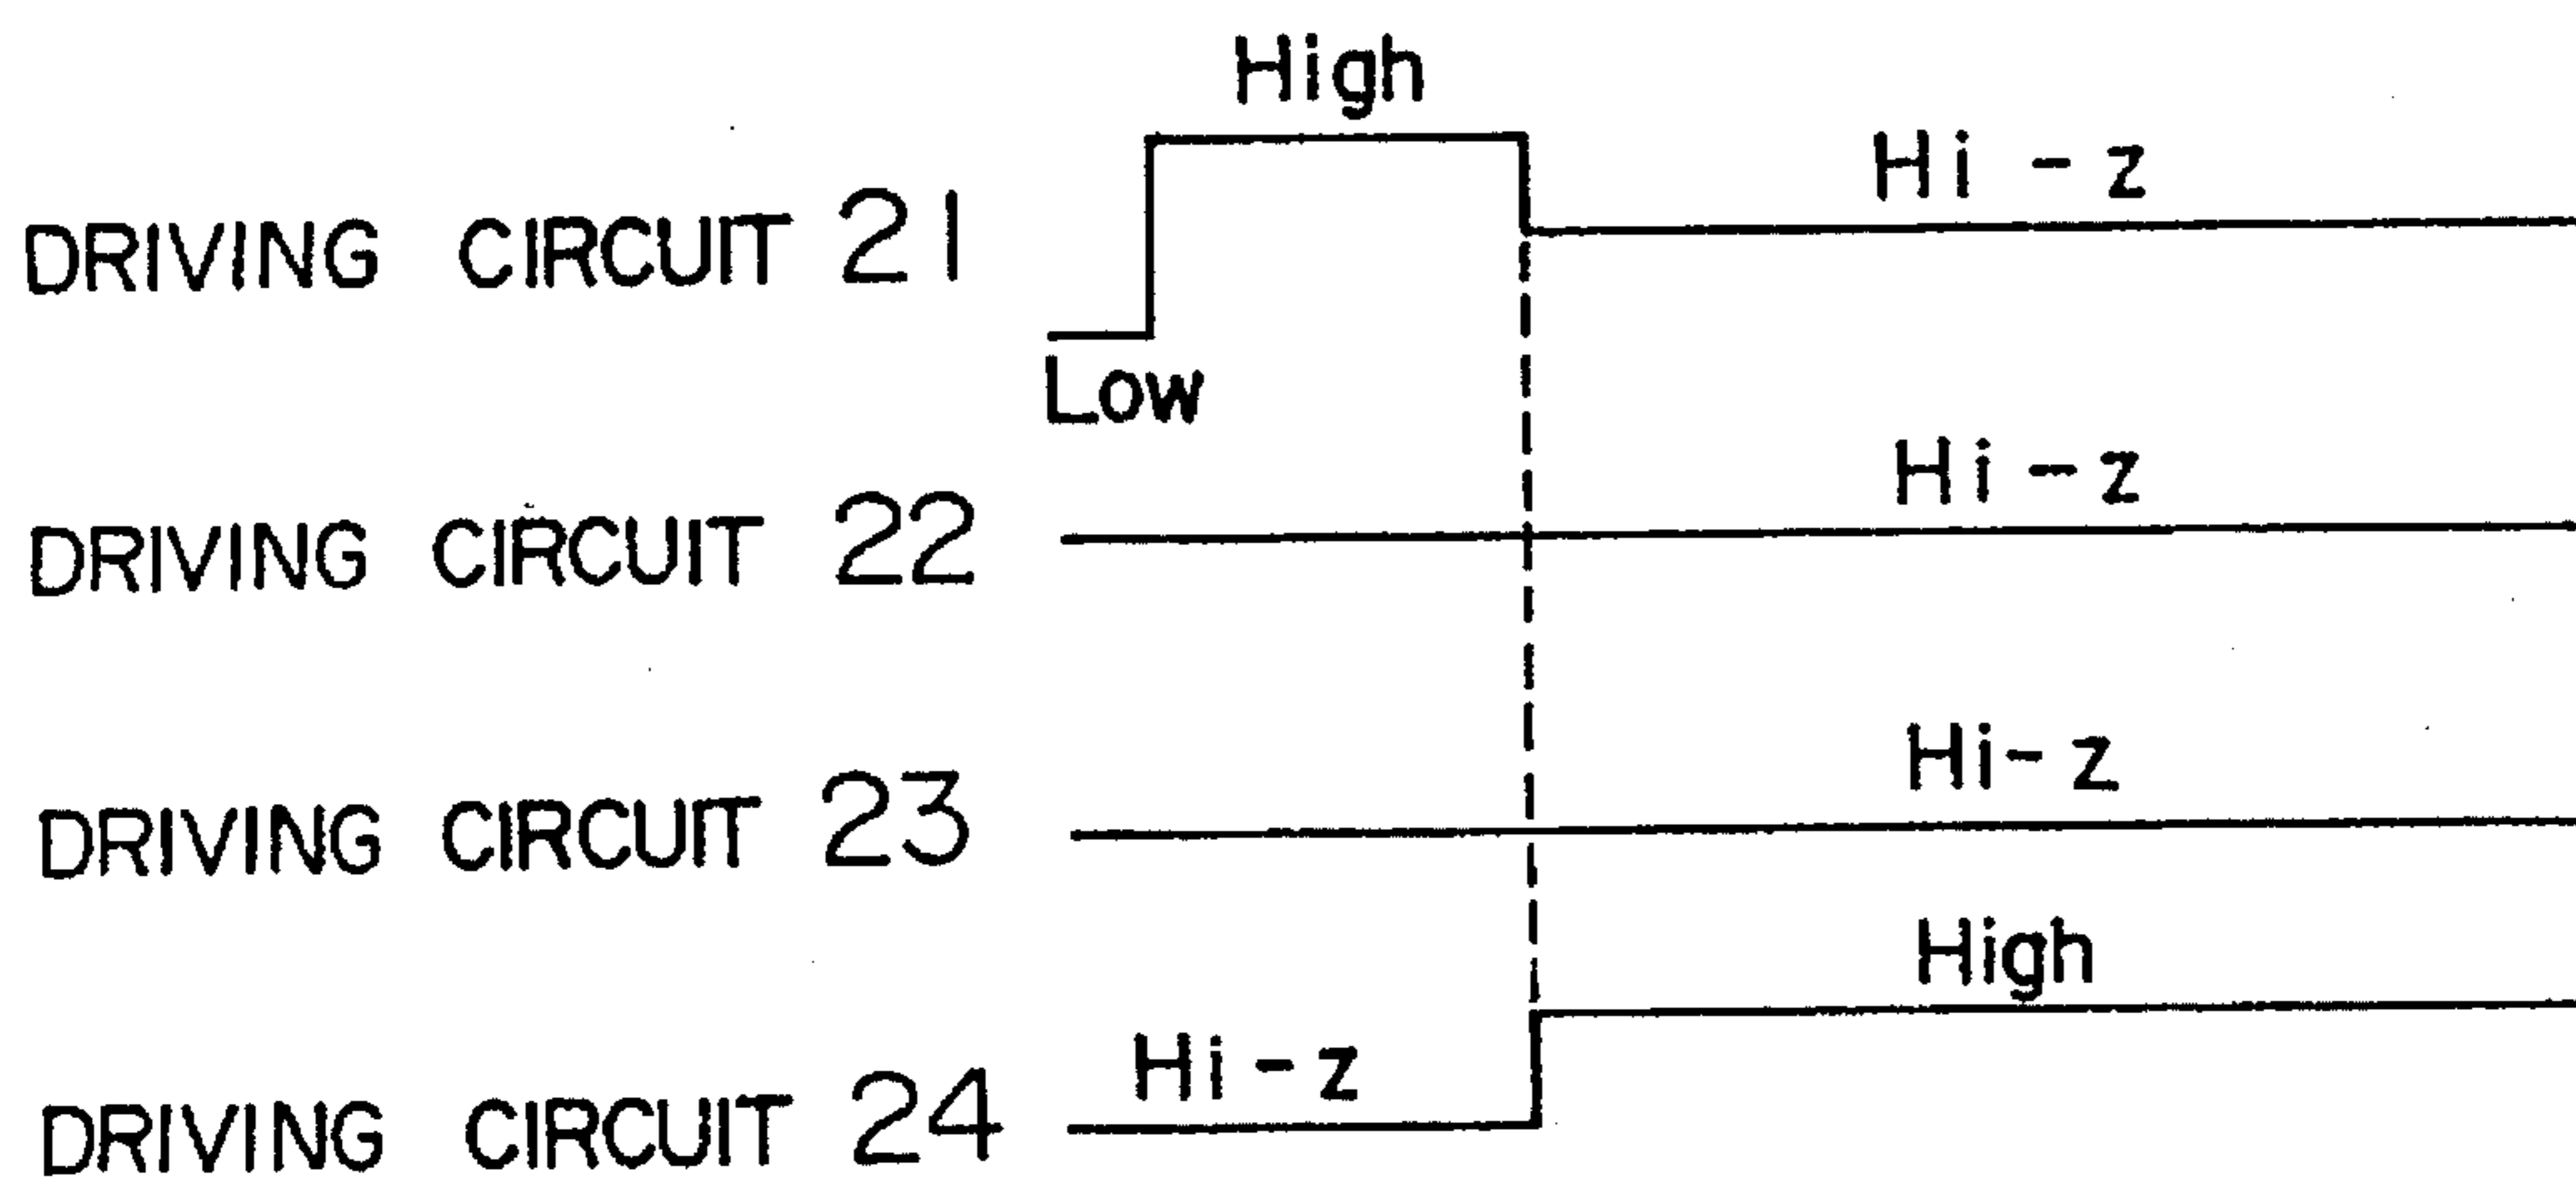 High
Hi-z
DRIVING CIRCUIT 21
Low
Hi-z
DRIVING CIRCUIT 22
Hi-z
DRIVING CIRCUIT 23
High
Hi-z
DRIVING CIRCUIT 24